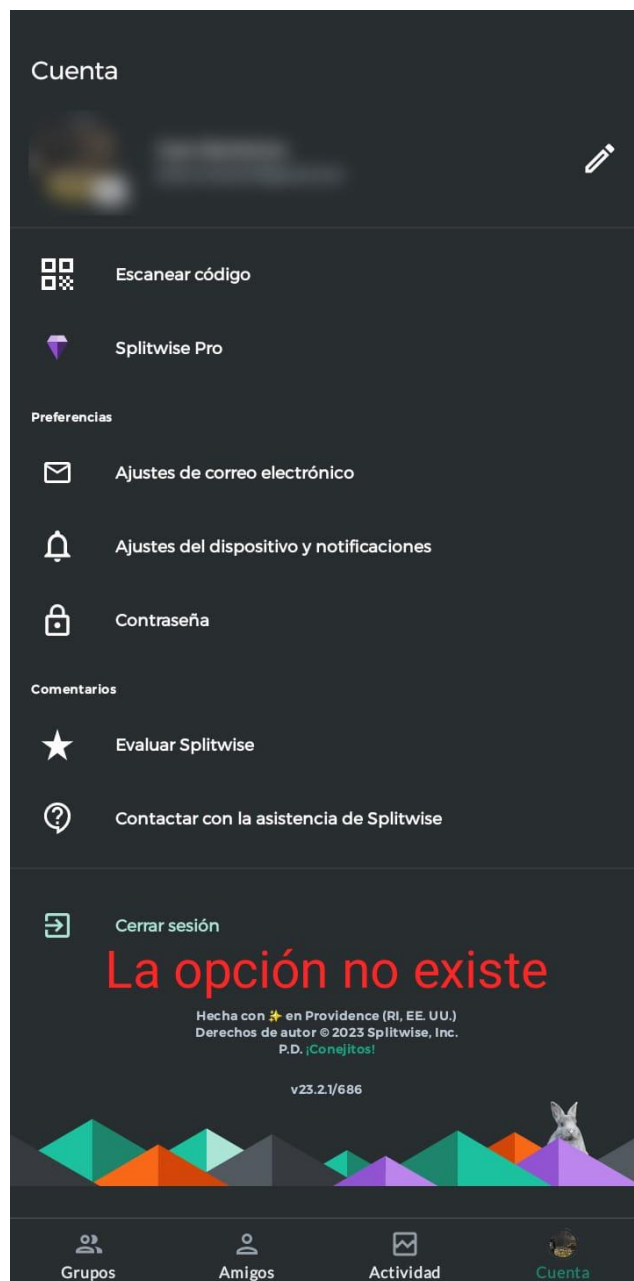 Cuenta
Escanear código
Splitwise Pro
Preferencias
Ajustes de correo electrónico
Ajustes del dispositivo y notificaciones
Contraseña
Comentarios
Evaluar Splitwise
Contactar con la asistencia de Splitwise
Cerrar sesión
La opción no existe
Hecha con ✨ en Providence (RI, EE. UU.)
Derechos de autor © 2023 Splitwise, Inc.
P.D. ¡Conejitos!
v23.2.1/686
Grupos Amigos Actividad Cuenta